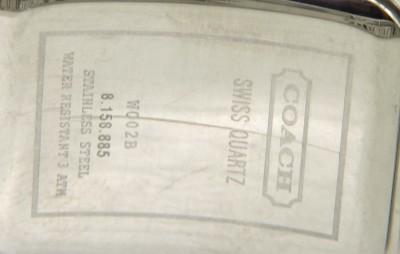 COACH
SWISS QUARTZ
W002B
8.158.885
STAINLESS STEEL
WATER RESISTANT 3 ATM